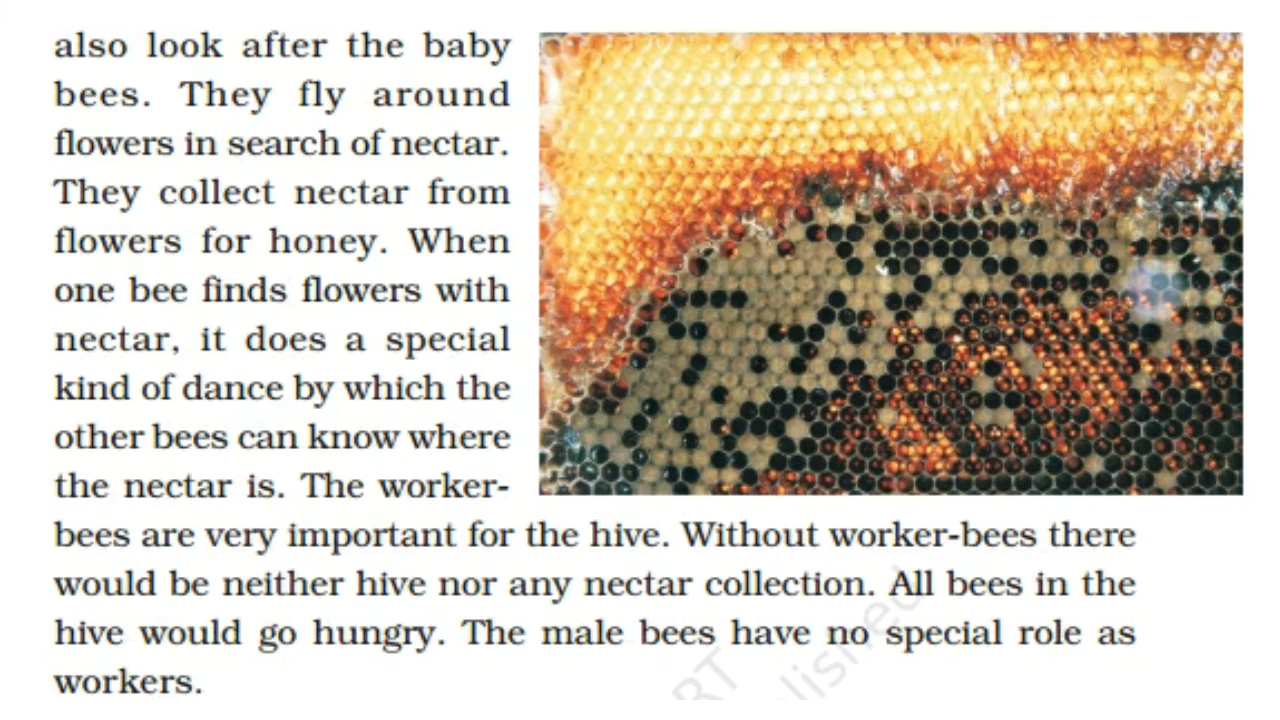 also look after the baby
bees. They fly around
flowers in search of nectar.
They collect nectar from
flowers for honey. When
one bee finds flowers with
nectar, it does a special
kind of dance by which the
other bees can know where
the nectar is. The worker-
bees are very important for the hive. Without worker-bees there
would be neither hive nor any nectar collection. All bees in the
hive would go hungry. The male bees have no special role as
workers.